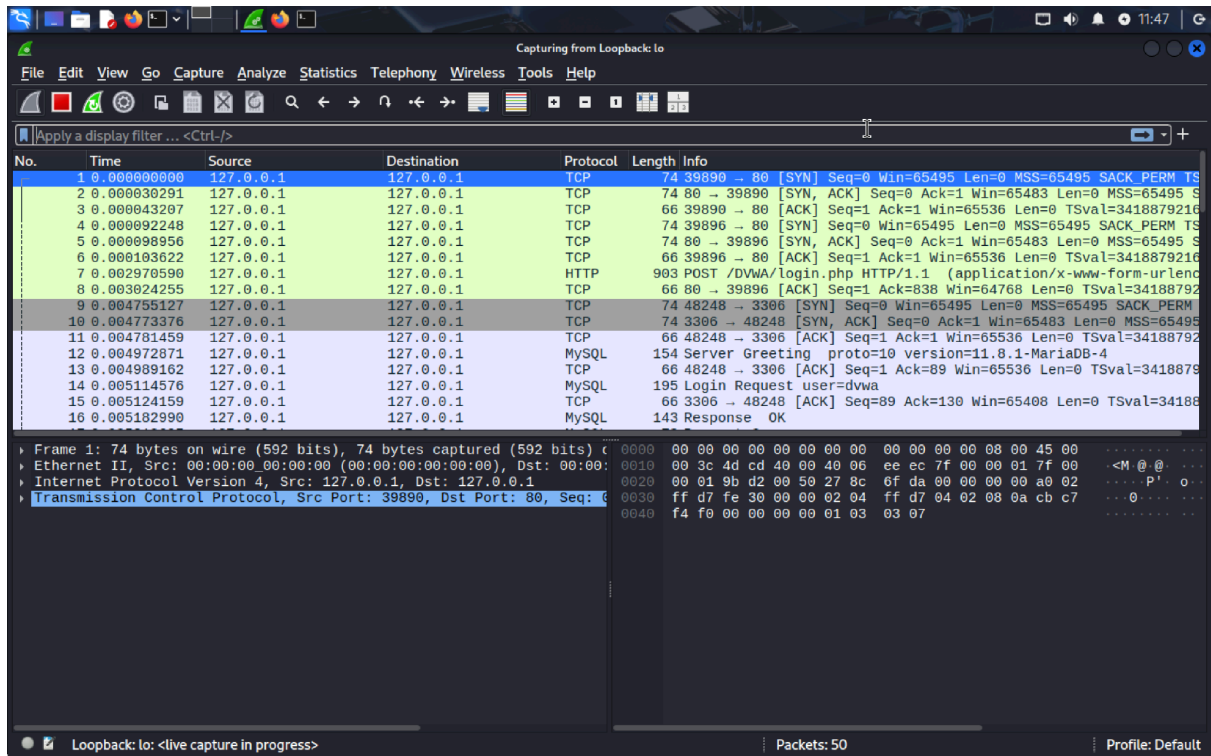 11:47
Capturing from Loopback: lo
File Edit View Go Capture Analyze Statistics Telephony Wireless Tools Help
Apply a display filter ... <Ctrl-/>
No. Time Source Destination Protocol Length Info
1 0.000000000 127.0.0.1 127.0.0.1 TCP 74 39890 → 80 [SYN] Seq=0 Win=65495 Len=0 MSS=65495 SACK_PERM TS
2 0.000030291 127.0.0.1 127.0.0.1 TCP 74 80 → 39890 [SYN, ACK] Seq=0 Ack=1 Win=65483 Len=0 MSS=65495 S
3 0.000043207 127.0.0.1 127.0.0.1 TCP 66 39890 → 80 [ACK] Seq=1 Ack=1 Win=65536 Len=0 TSval=3418879216
4 0.000092248 127.0.0.1 127.0.0.1 TCP 74 39896 → 80 [SYN] Seq=0 Win=65495 Len=0 MSS=65495 SACK_PERM TS
5 0.000098956 127.0.0.1 127.0.0.1 TCP 74 80 → 39896 [SYN, ACK] Seq=0 Ack=1 Win=65483 Len=0 MSS=65495 S
6 0.000103622 127.0.0.1 127.0.0.1 TCP 66 39896 → 80 [ACK] Seq=1 Ack=1 Win=65536 Len=0 TSval=3418879216
7 0.002970590 127.0.0.1 127.0.0.1 HTTP 903 POST /DVWA/login.php HTTP/1.1 (application/x-www-form-urlenc
8 0.003024255 127.0.0.1 127.0.0.1 TCP 66 80 → 39896 [ACK] Seq=1 Ack=838 Win=64768 Len=0 TSval=34188792
9 0.004755127 127.0.0.1 127.0.0.1 TCP 74 48248 → 3306 [SYN] Seq=0 Win=65495 Len=0 MSS=65495 SACK_PERM
10 0.004773376 127.0.0.1 127.0.0.1 TCP 74 3306 → 48248 [SYN, ACK] Seq=0 Ack=1 Win=65483 Len=0 MSS=65495
11 0.004781459 127.0.0.1 127.0.0.1 TCP 66 48248 → 3306 [ACK] Seq=1 Ack=1 Win=65536 Len=0 TSval=34188792
12 0.004972871 127.0.0.1 127.0.0.1 MySQL 154 Server Greeting proto=10 version=11.8.1-MariaDB-4
13 0.004989162 127.0.0.1 127.0.0.1 TCP 66 48248 → 3306 [ACK] Seq=1 Ack=89 Win=65536 Len=0 TSval=3418879
14 0.005114576 127.0.0.1 127.0.0.1 MySQL 195 Login Request user=dvwa
15 0.005124159 127.0.0.1 127.0.0.1 TCP 66 3306 → 48248 [ACK] Seq=89 Ack=130 Win=65408 Len=0 TSval=34188
16 0.005182990 127.0.0.1 127.0.0.1 MySQL 143 Response OK
Frame 1: 74 bytes on wire (592 bits), 74 bytes captured (592 bits)
Ethernet II, Src: 00:00:00_00:00:00 (00:00:00:00:00:00), Dst: 00:00:
Internet Protocol Version 4, Src: 127.0.0.1, Dst: 127.0.0.1
Transmission Control Protocol, Src Port: 39890, Dst Port: 80, Seq:
0000 00 00 00 00 00 00 00 00 00 00 00 00 08 00 45 00 ··············
0010 00 3c 4d cd 40 00 40 06 ee ec 7f 00 00 01 7f 00 ·<M·@·@· ···
0020 00 01 9b d2 00 50 27 8c 6f da 00 00 00 00 a0 02 ·····P'· o·
0030 ff d7 fe 30 00 00 02 04 ff d7 04 02 08 0a cb c7 ···0····
0040 f4 f0 00 00 00 00 01 03 03 07
Loopback: lo: <live capture in progress>
Packets: 50
Profile: Default